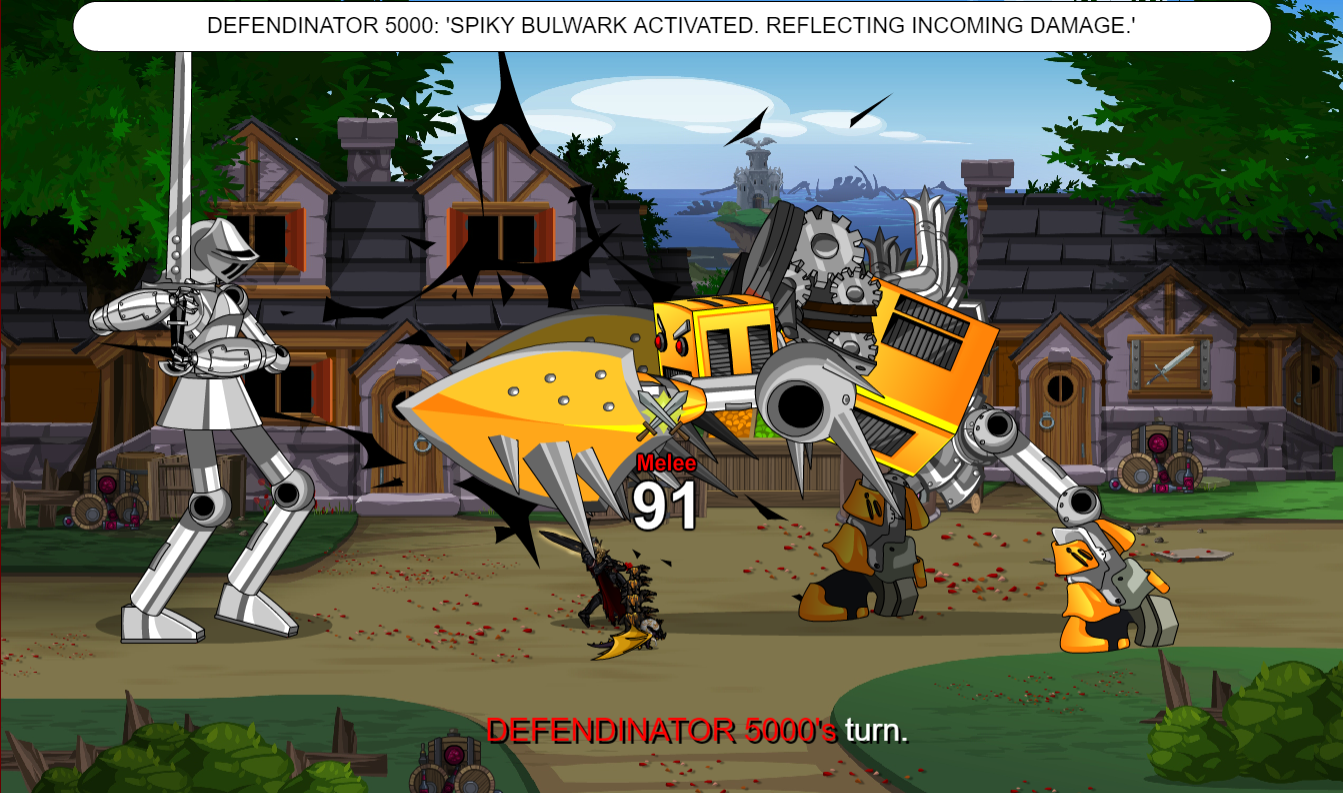 DEFENDINATOR 5000: 'SPIKY BULWARK ACTIVATED. REFLECTING INCOMING DAMAGE.'
Melee
91
DEFENDINATOR 5000's turn.